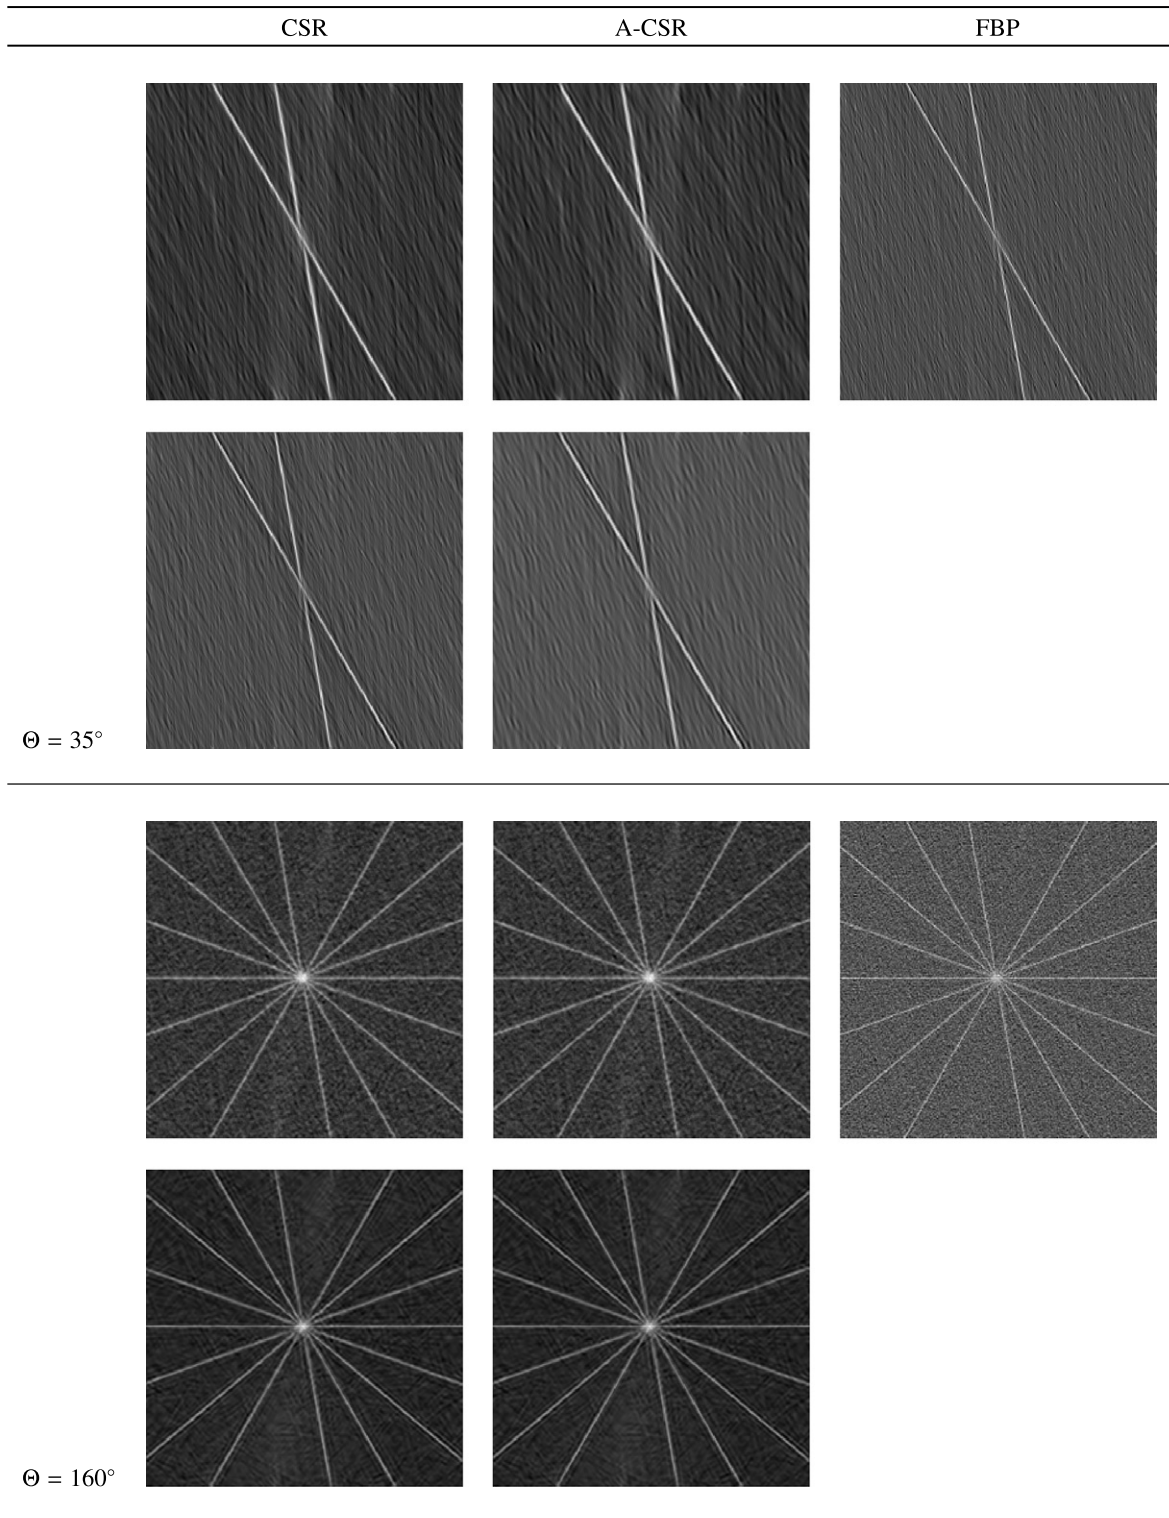 CSR A-CSR FBP
Θ = 35°
Θ = 160°